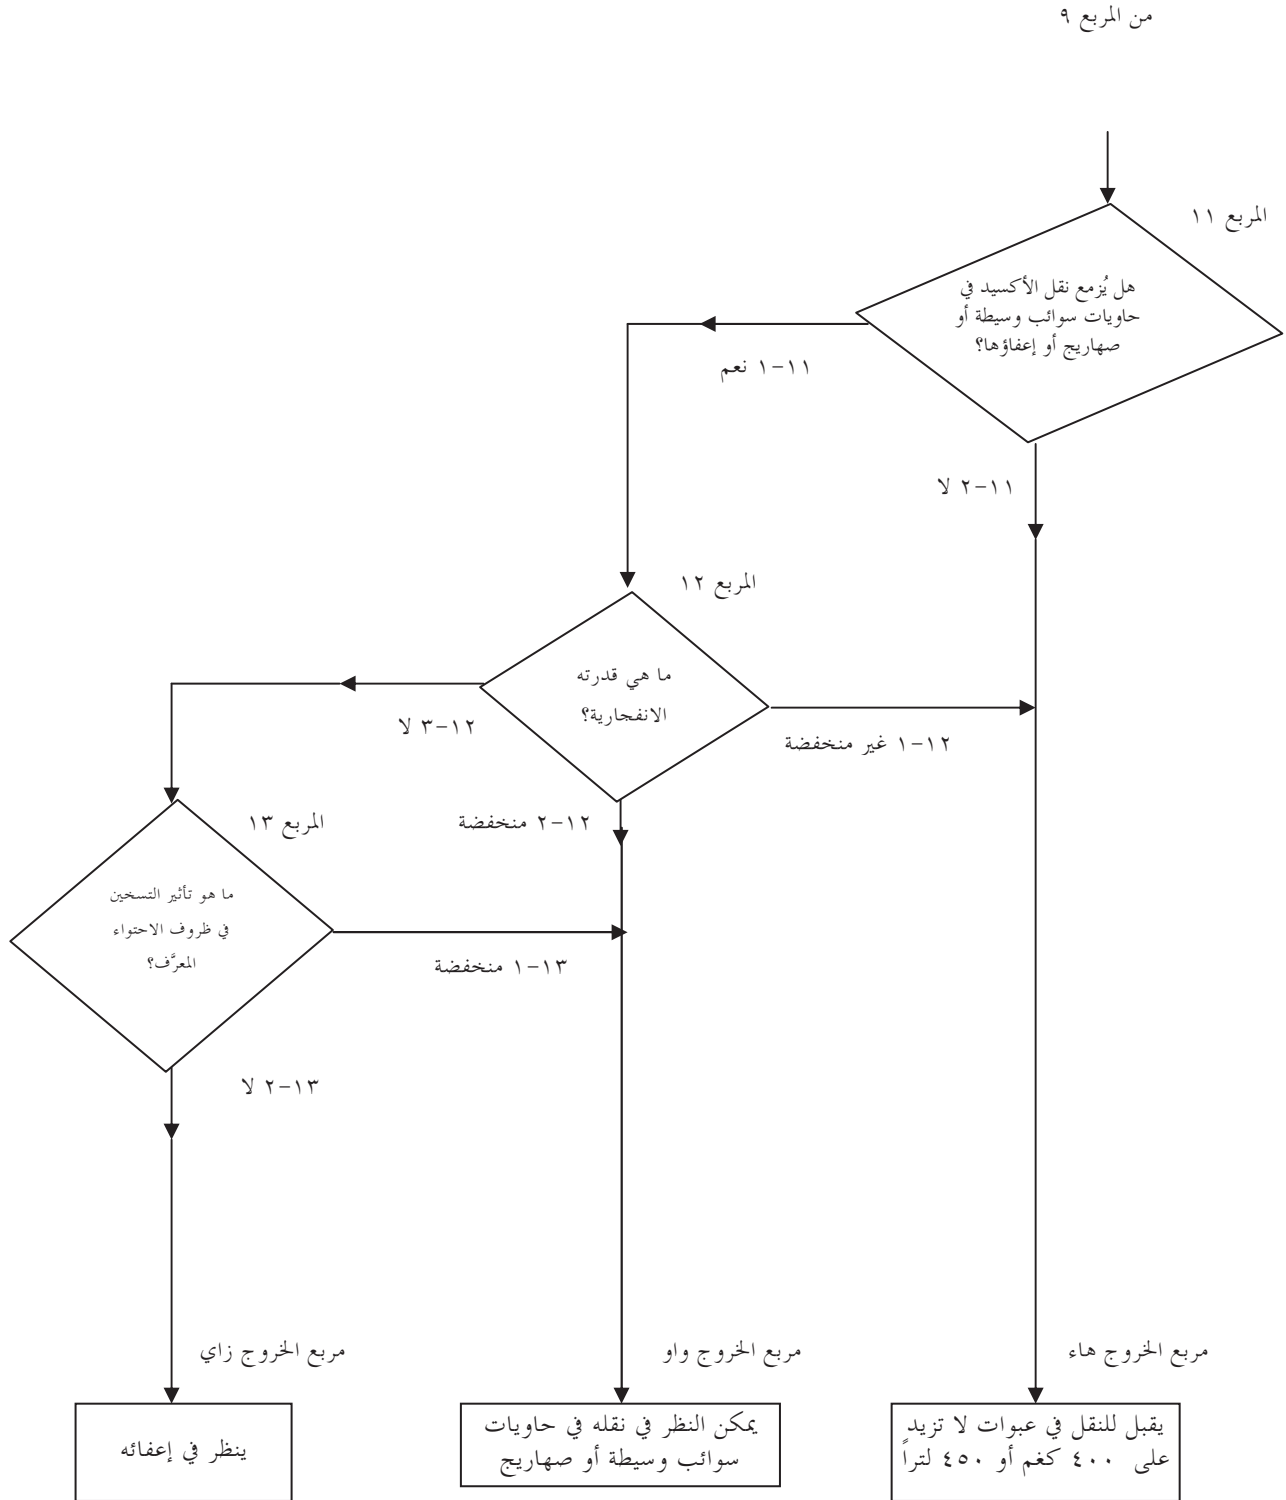 من المربع ٩
المربع ١١
هل يُزمع نقل الأكسيد في
حاويات سوائب وسيطة أو
صهاريج أو إعفاؤها؟
١١-١ نعم
١١-٢ لا
المربع ١٢
ما هي قدرته
الانفجارية؟
١٢-١ غير منخفضة
١٢-٢ منخفضة
١٢-٣ لا
المربع ١٣
ما هو تأثير التسخين
في ظروف الاحتواء
المعرَّف؟
١٣-١ منخفضة
١٣-٢ لا
مربع الخروج هاء
يقبل للنقل في عبوات لا تزيد
على ٤٠٠ كغم أو ٤٥٠ لتراً
مربع الخروج واو
يمكن النظر في نقله في حاويات
سوائب وسيطة أو صهاريج
مربع الخروج زاي
ينظر في إعفائه